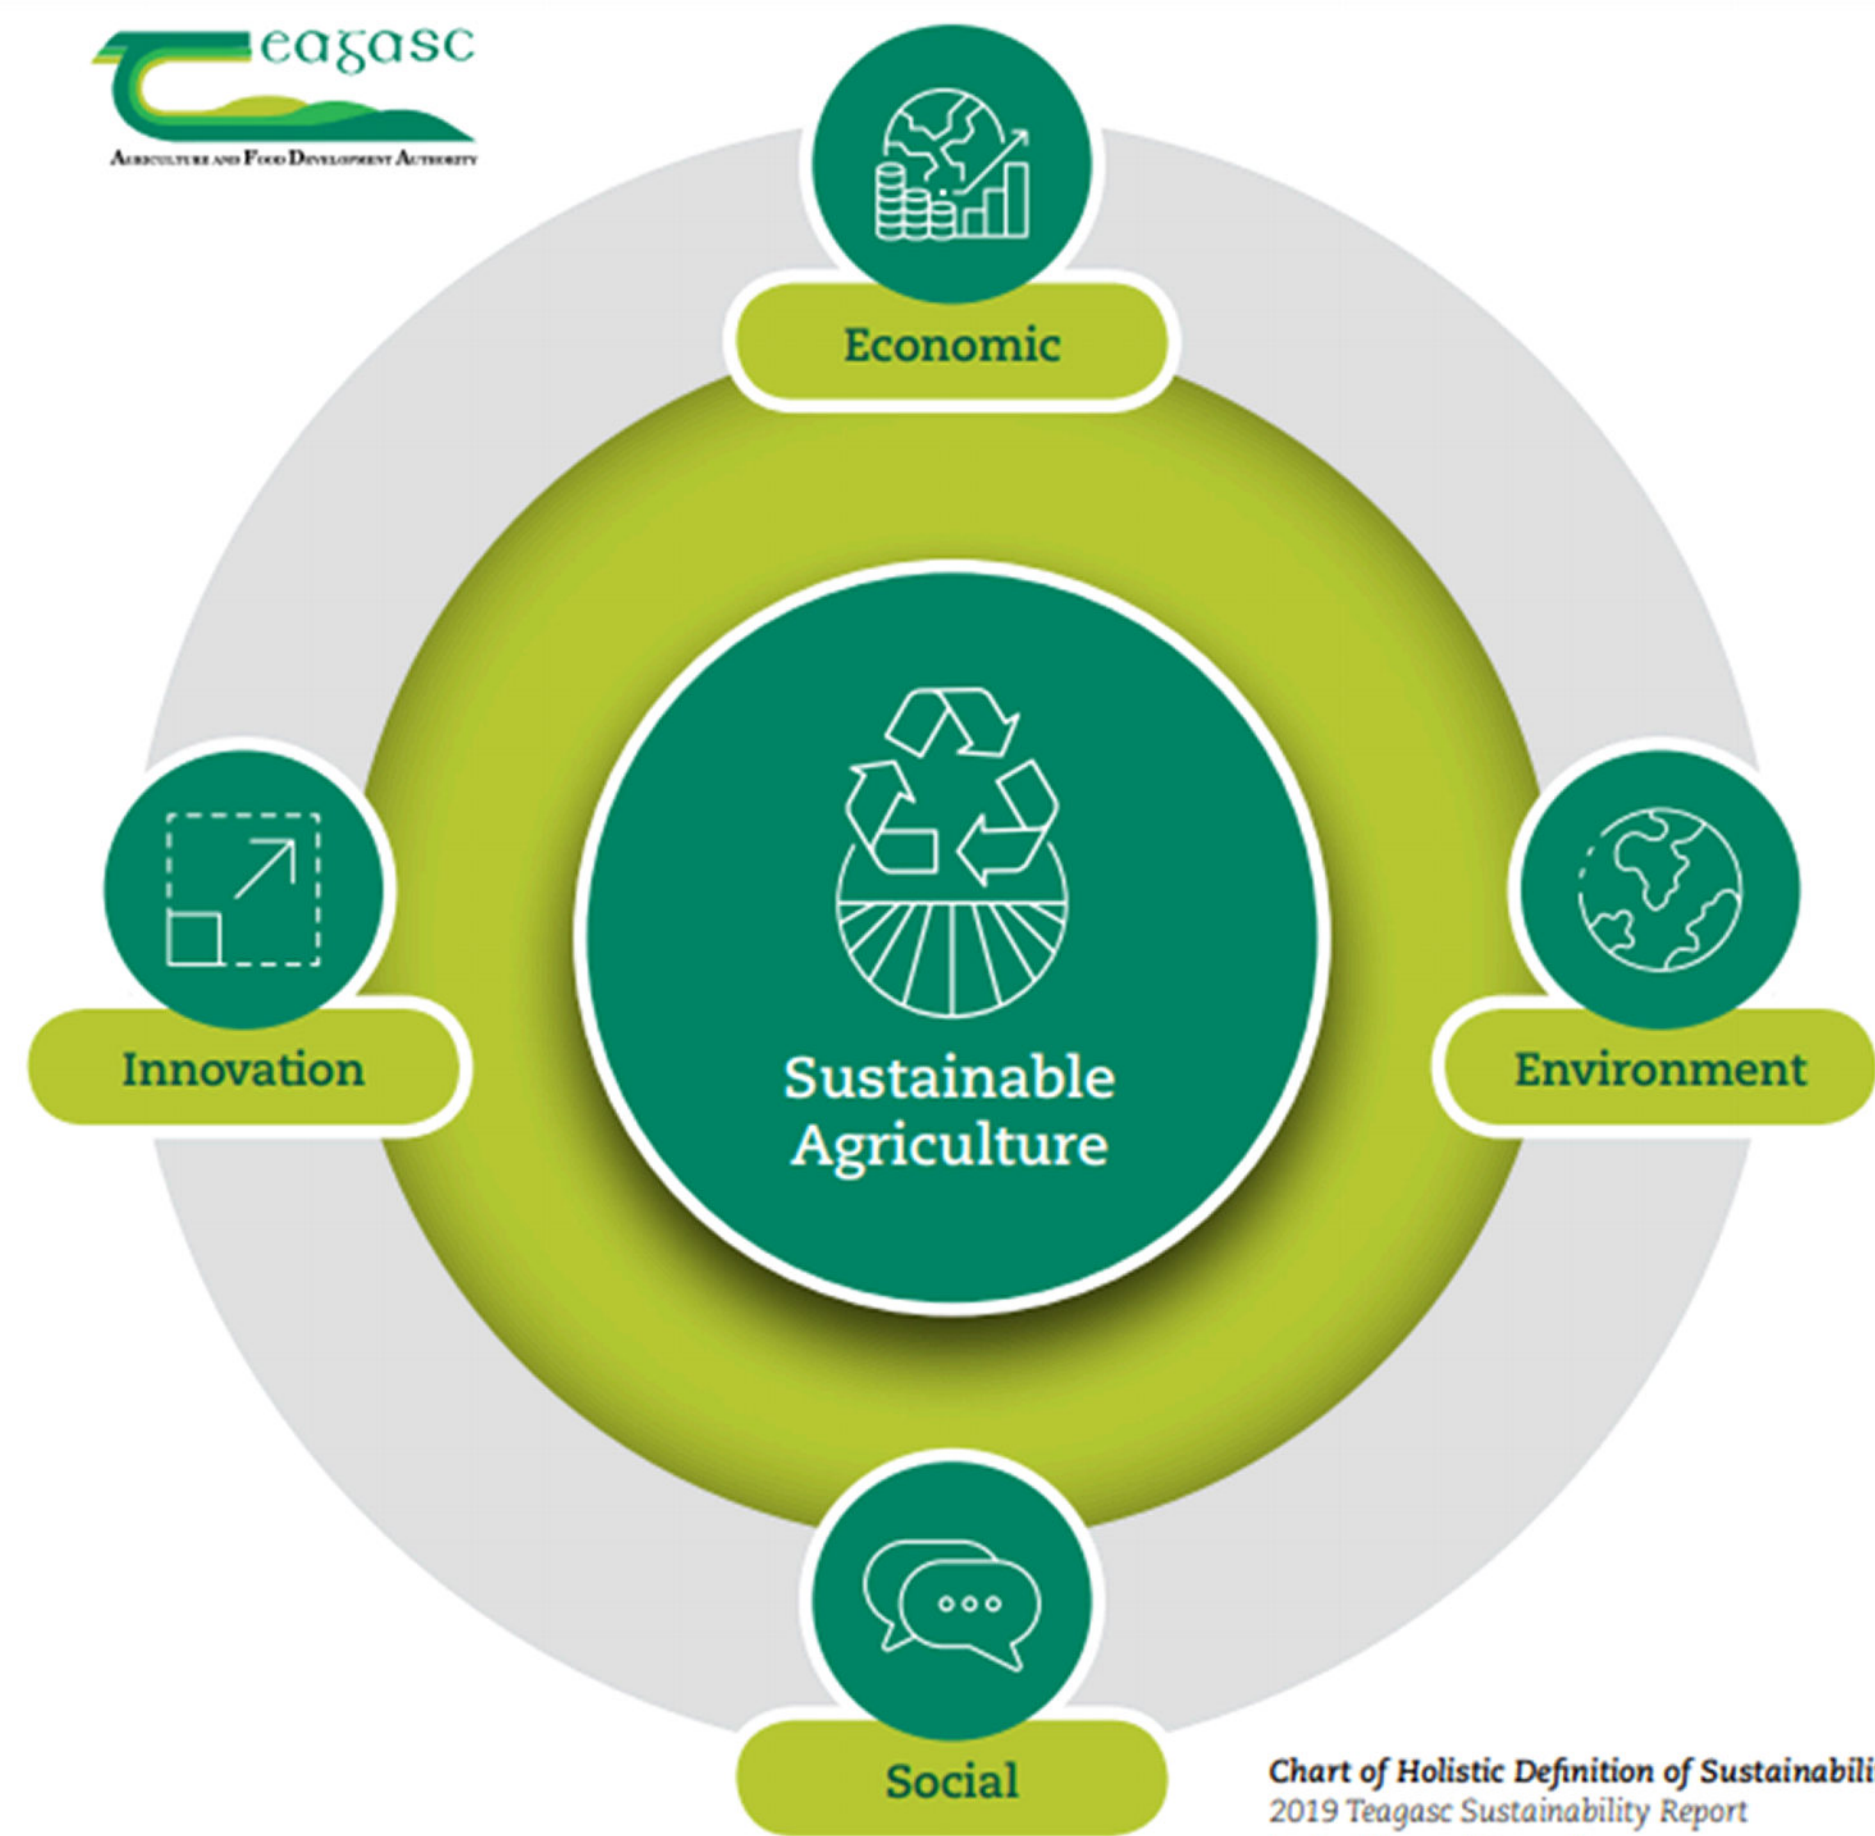 Teagasc
AGRICULTURE AND FOOD DEVELOPMENT AUTHORITY
Economic
Innovation
Environment
Sustainable
Agriculture
Social
Chart of Holistic Definition of Sustainabili
2019 Teagasc Sustainability Report